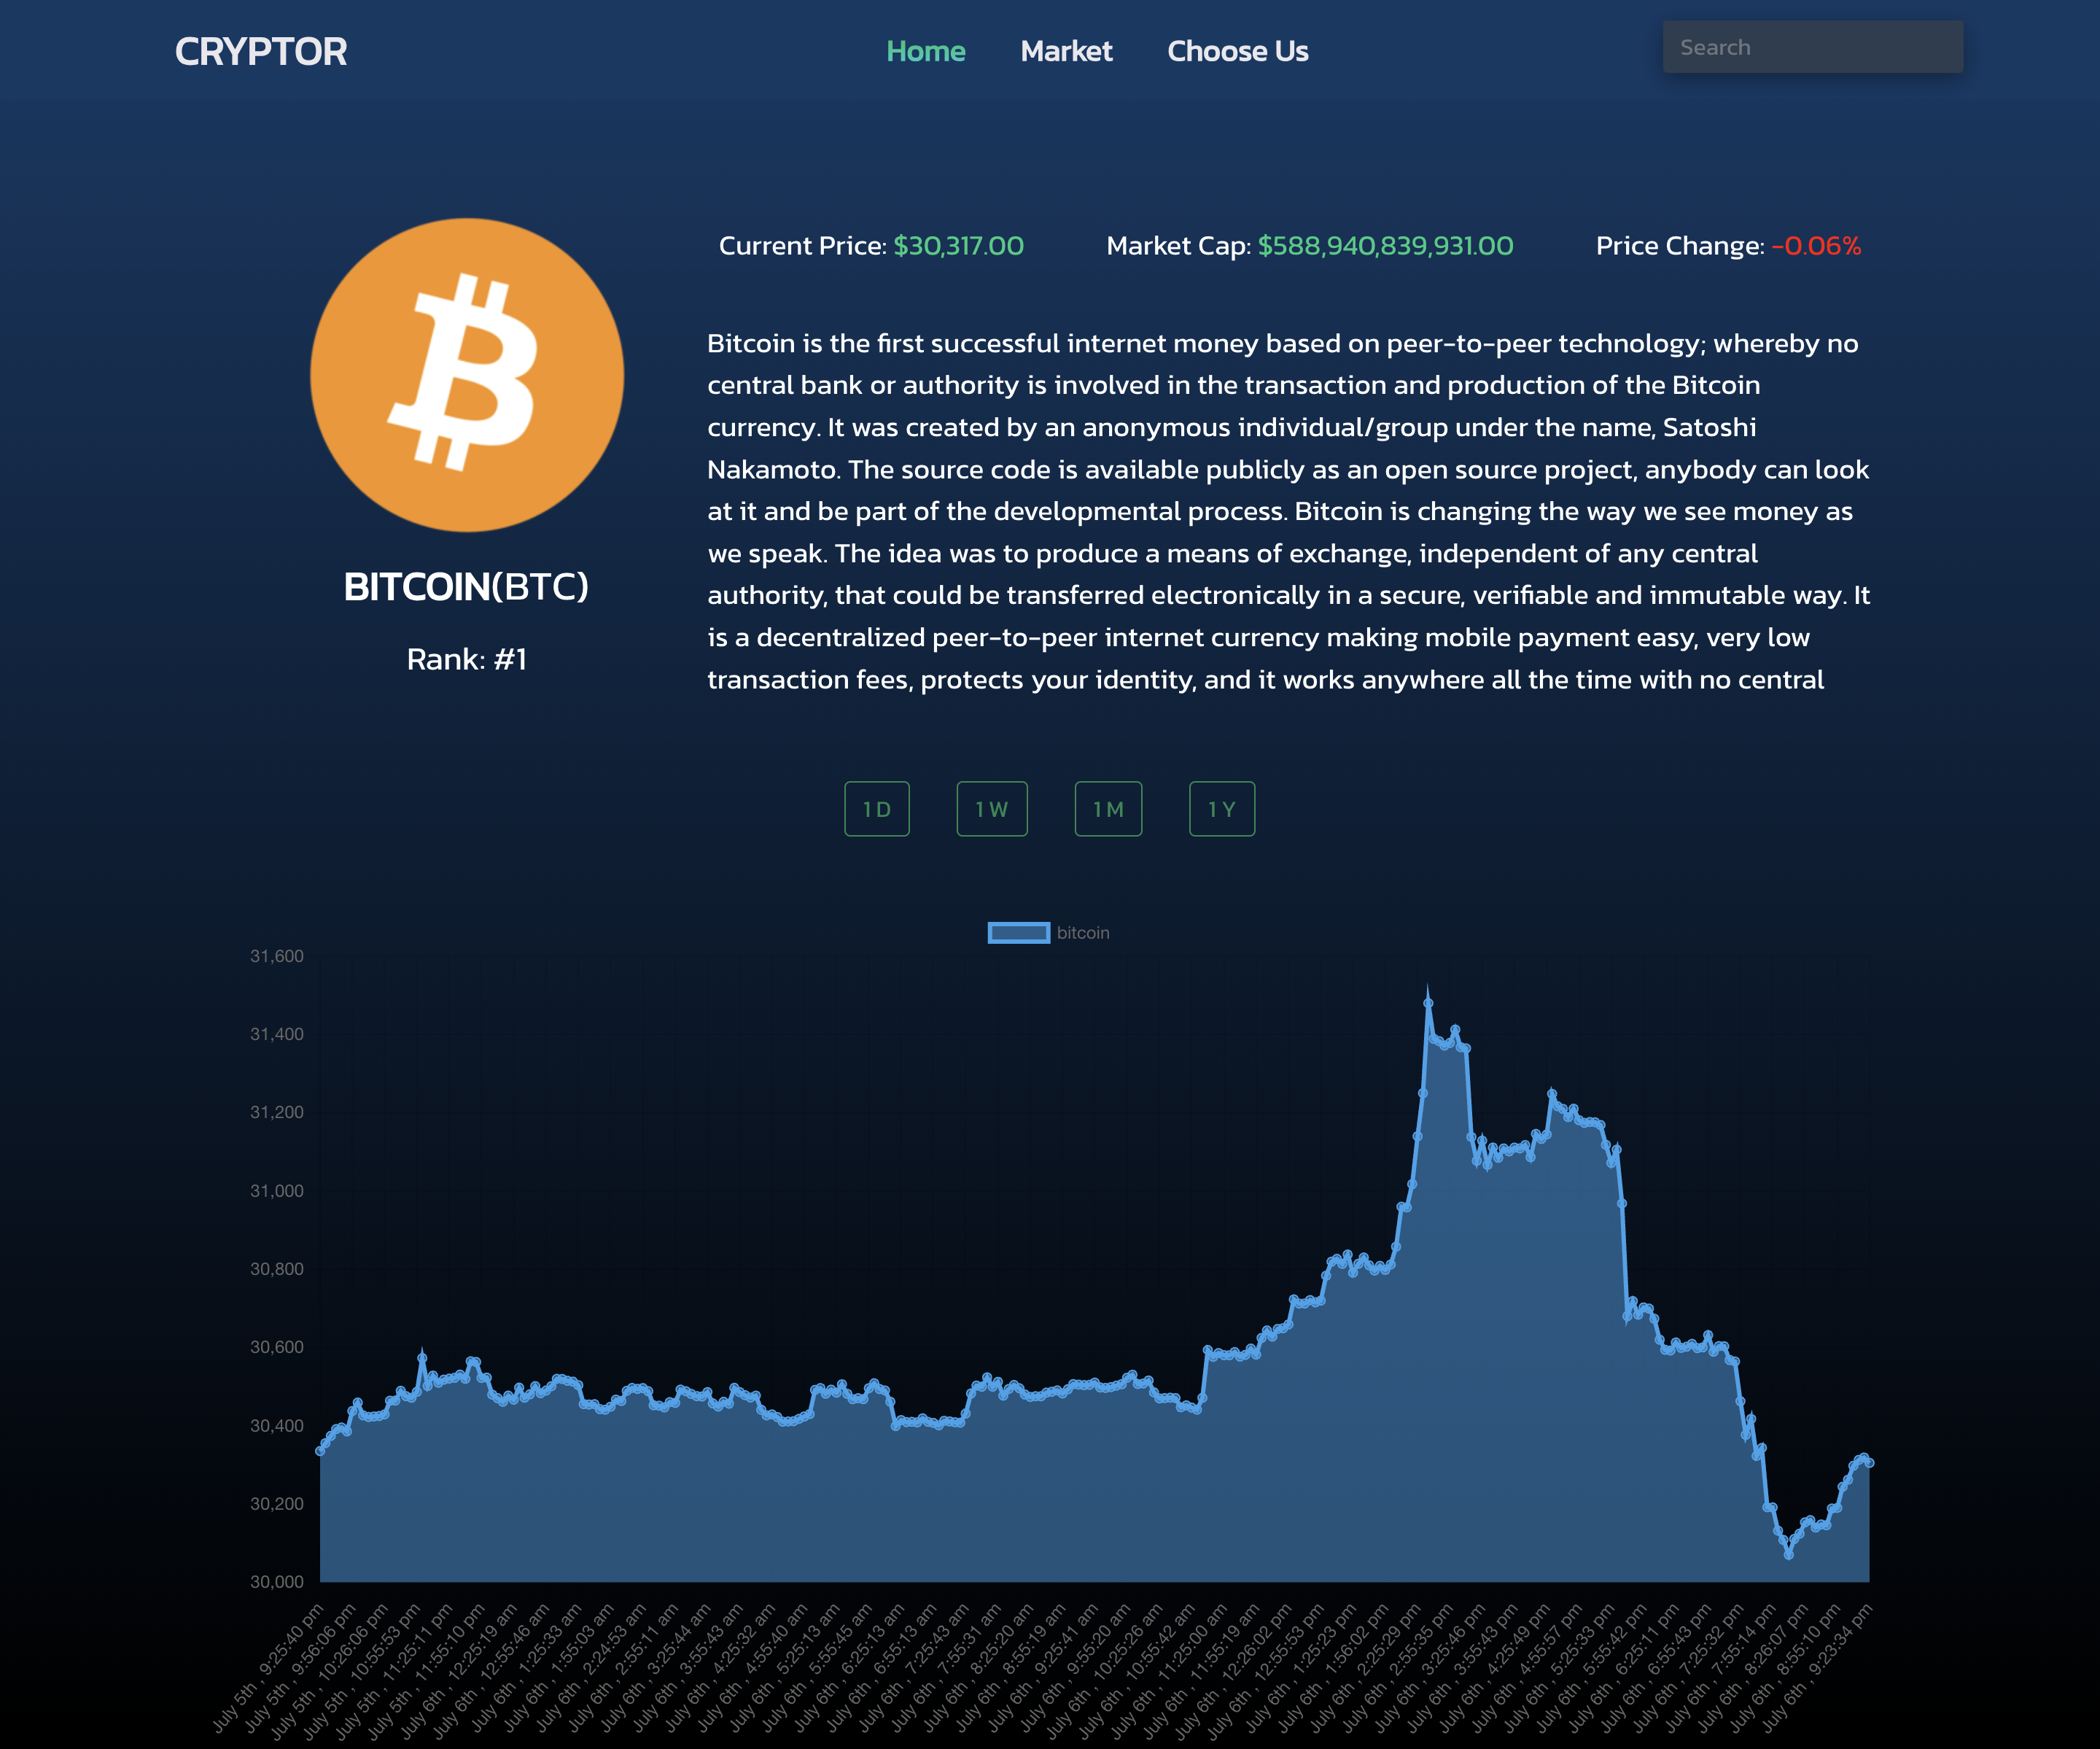 CRYPTOR
Home
Market
Choose Us
Search
Current Price: $30,317.00
Market Cap: $588,940,839,931.00
Price Change: -0.06%
BITCOIN(BTC)
Rank: #1
Bitcoin is the first successful internet money based on peer-to-peer technology; whereby no
central bank or authority is involved in the transaction and production of the Bitcoin
currency. It was created by an anonymous individual/group under the name, Satoshi
Nakamoto. The source code is available publicly as an open source project, anybody can look
at it and be part of the developmental process. Bitcoin is changing the way we see money as
we speak. The idea was to produce a means of exchange, independent of any central
authority, that could be transferred electronically in a secure, verifiable and immutable way. It
is a decentralized peer-to-peer internet currency making mobile payment easy, very low
transaction fees, protects your identity, and it works anywhere all the time with no central
1 D
1 W
1 M
1 Y
bitcoin
31,600
31,400
31,200
31,000
30,800
30,600
30,400
30,200
30,000
July 5th , 9:25:40 pm
July 5th , 9:56:06 pm
July 5th , 10:26:06 pm
July 5th , 10:55:53 pm
July 5th , 11:25:11 pm
July 5th , 11:55:10 pm
July 6th , 12:25:19 am
July 6th , 12:55:46 am
July 6th , 1:25:33 am
July 6th , 1:55:03 am
July 6th , 2:24:53 am
July 6th , 2:55:11 am
July 6th , 3:25:44 am
July 6th , 3:55:43 am
July 6th , 4:25:32 am
July 6th , 4:55:40 am
July 6th , 5:25:13 am
July 6th , 5:55:45 am
July 6th , 6:25:13 am
July 6th , 6:55:13 am
July 6th , 7:25:43 am
July 6th , 7:55:31 am
July 6th , 8:25:20 am
July 6th , 8:55:19 am
July 6th , 9:25:41 am
July 6th , 9:55:20 am
July 6th , 10:25:26 am
July 6th , 10:55:42 am
July 6th , 11:25:00 am
July 6th , 11:55:19 am
July 6th , 12:26:02 pm
July 6th , 12:55:53 pm
July 6th , 1:25:23 pm
July 6th , 1:56:02 pm
July 6th , 2:25:29 pm
July 6th , 2:55:35 pm
July 6th , 3:25:46 pm
July 6th , 3:55:43 pm
July 6th , 4:25:49 pm
July 6th , 4:55:57 pm
July 6th , 5:25:33 pm
July 6th , 5:55:42 pm
July 6th , 6:25:11 pm
July 6th , 6:55:43 pm
July 6th , 7:25:32 pm
July 6th , 7:55:14 pm
July 6th , 8:26:07 pm
July 6th , 8:55:10 pm
July 6th , 9:23:34 pm